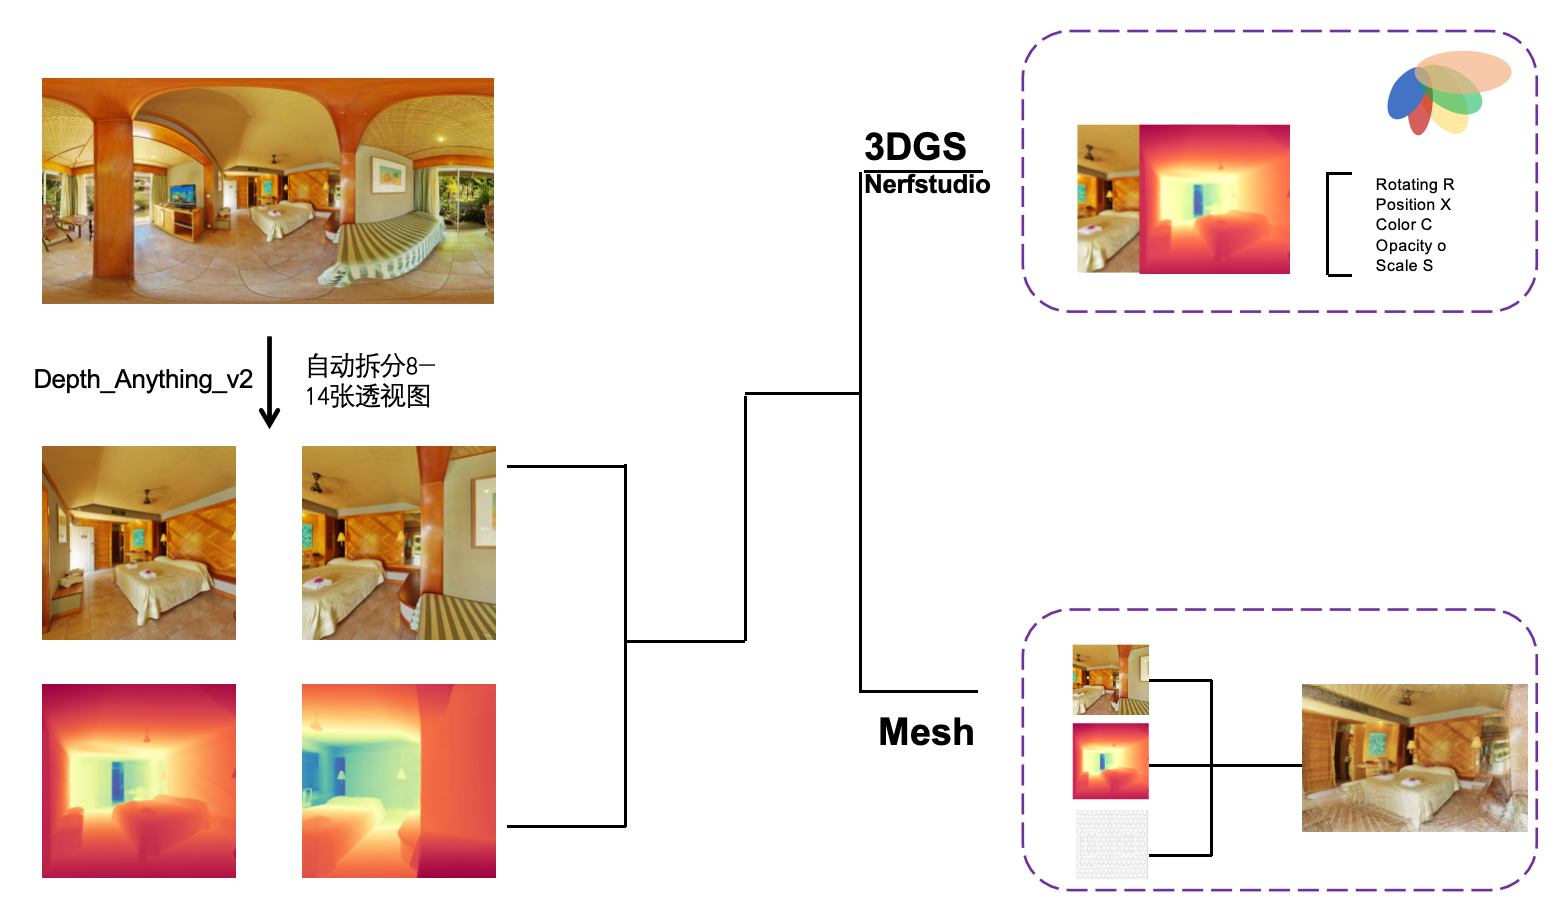 Depth_Anything_v2
自动拆分8—
14张透视图
3DGS
Nerfstudio
Rotating R
Position X
Color C
Opacity o
Scale S
Mesh